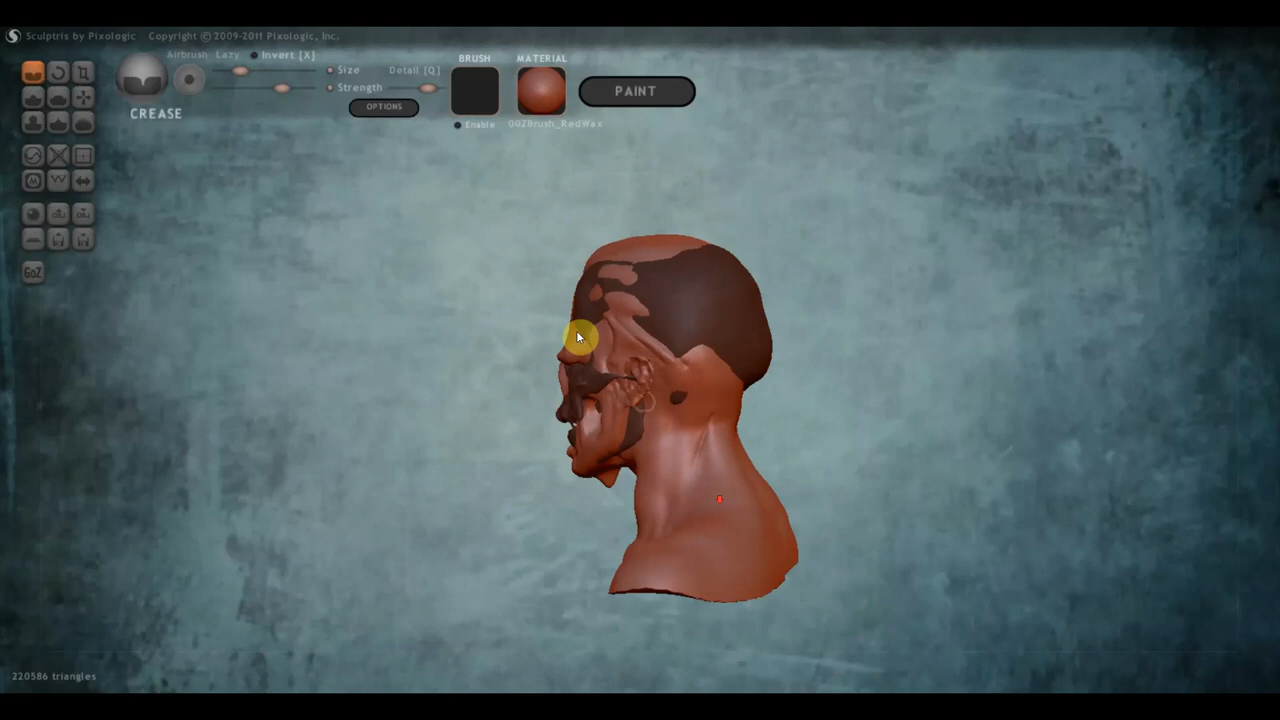 Sculptris by Pixologic Copyright ©2009-2011 Pixologic, Inc.
Airbrush Lazy Invert [X]
Size Detail [Q]
Strength
OPTIONS
CREASE
BRUSH
Enable
MATERIAL
00ZBrush_RedWax
PAINT
GoZ
220586 triangles